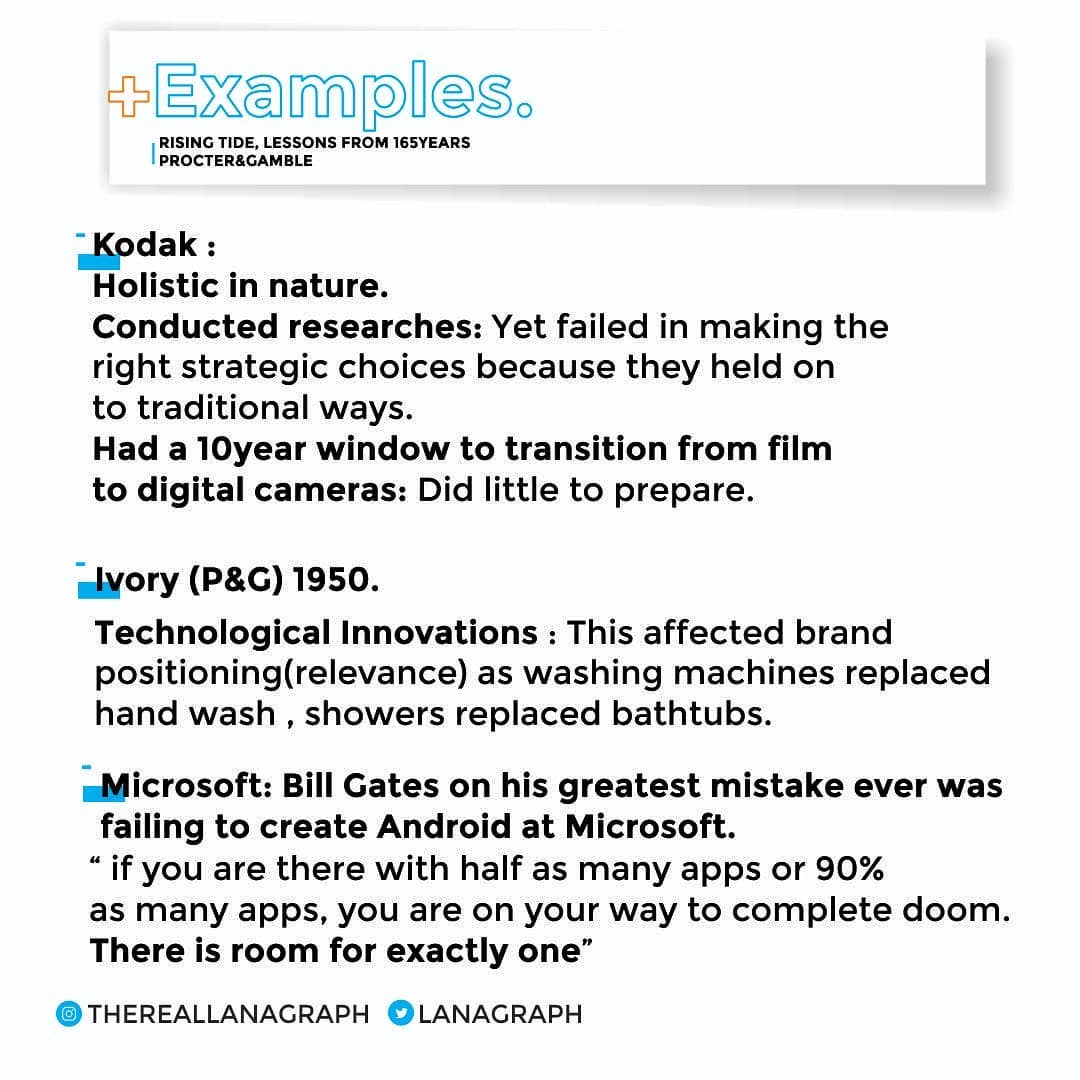 +Examples.
RISING TIDE, LESSONS FROM 165YEARS
PROCTER&GAMBLE
Kodak :
Holistic in nature.
Conducted researches: Yet failed in making the
right strategic choices because they held on
to traditional ways.
Had a 10year window to transition from film
to digital cameras: Did little to prepare.
Ivory (P&G) 1950.
Technological Innovations : This affected brand
positioning(relevance) as washing machines replaced
hand wash , showers replaced bathtubs.
Microsoft: Bill Gates on his greatest mistake ever was
failing to create Android at Microsoft.
“ if you are there with half as many apps or 90%
as many apps, you are on your way to complete doom.
There is room for exactly one”
THEREALLANAGRAPH LANAGRAPH